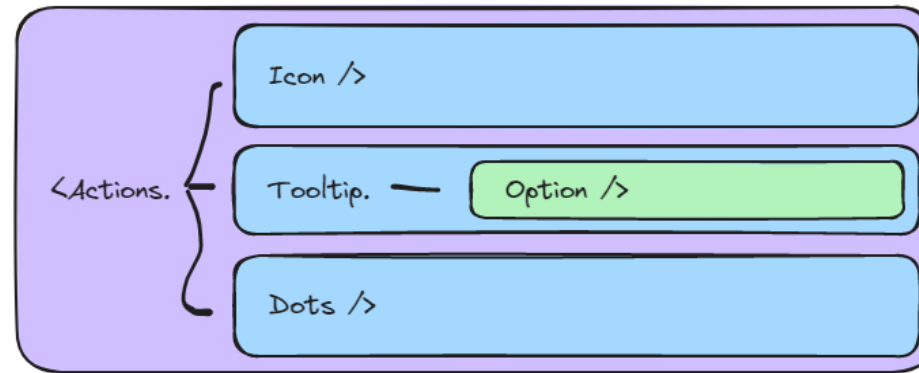 Icon />
<Actions.
Tooltip.
Option />
Dots />